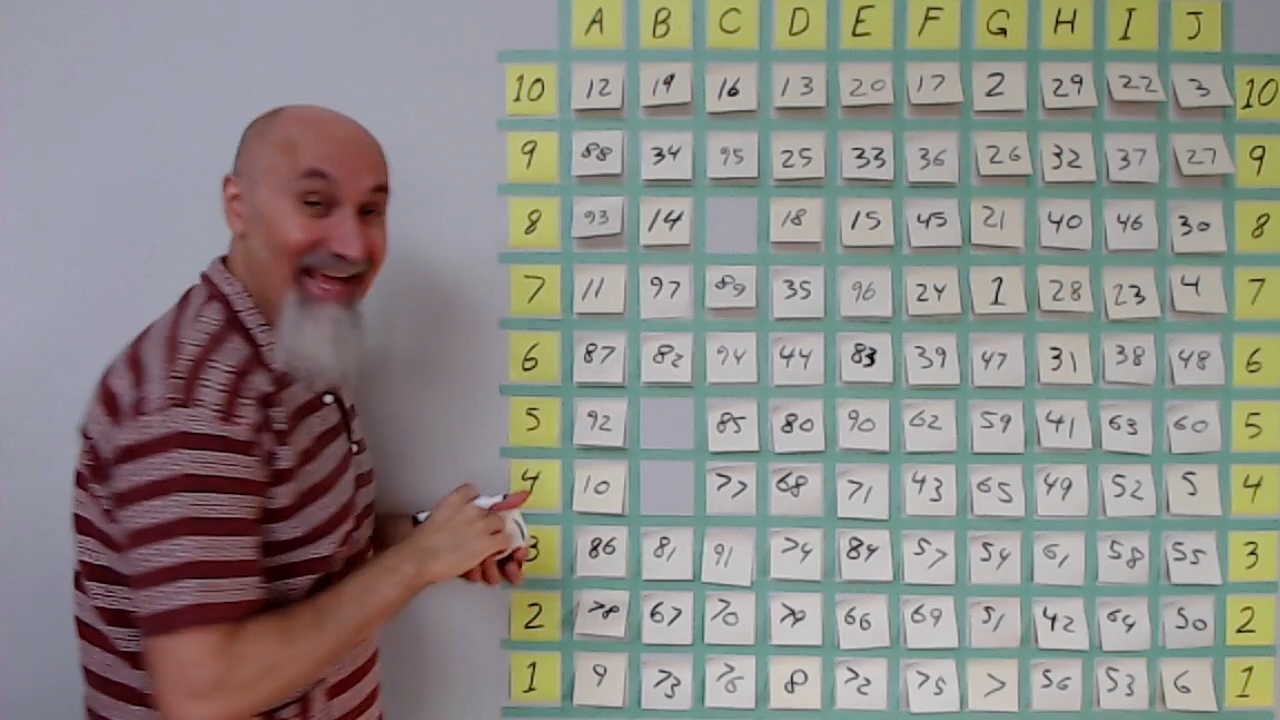 A B C D E F G H I J
10 12 19 16 13 20 17 2 29 22 3 10
9 88 34 95 25 33 36 26 32 37 27 9
8 93 14 18 15 45 21 40 46 30 8
7 11 97 89 35 96 24 1 28 23 4 7
6 87 82 94 44 83 39 47 31 38 48 6
5 92 85 80 90 62 59 41 63 60 5
4 10 77 68 71 43 65 49 52 5 4
3 86 81 91 74 84 57 54 61 58 55 3
2 78 67 70 79 66 69 51 42 64 50 2
1 9 73 76 8 72 75 7 56 53 6 1